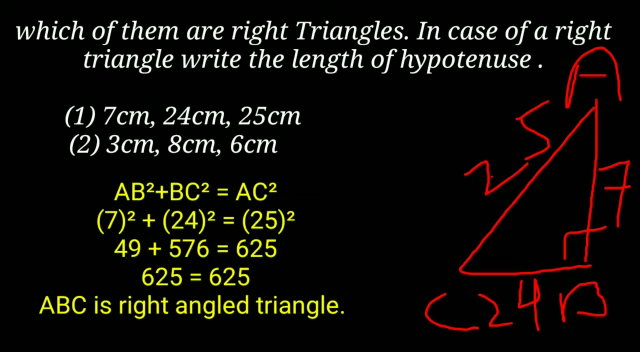 which of them are right Triangles. In case of a right
triangle write the length of hypotenuse .
(1) 7cm, 24cm, 25cm
(2) 3cm, 8cm, 6cm
AB²+BC² = AC²
(7)² + (24)² = (25)²
49 + 576 = 625
625 = 625
ABC is right angled triangle.
A
25
7
C 24 B